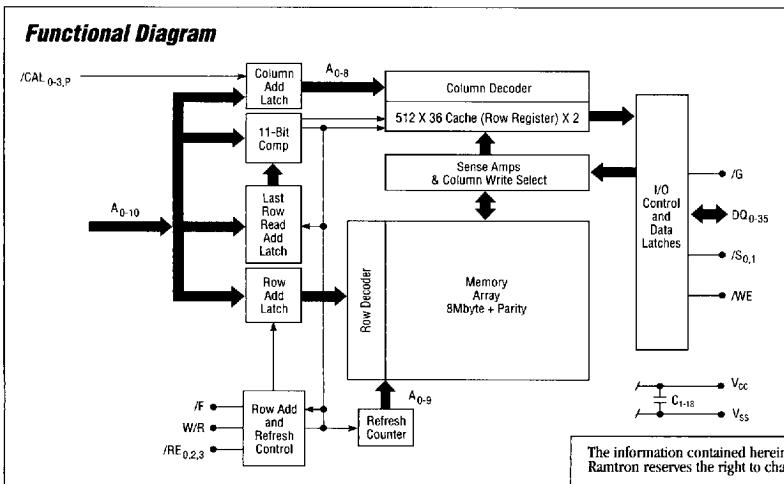 Functional Diagram
/CAL0-3,P
Column
Add
Latch
A0-8
Column Decoder
512 X 36 Cache (Row Register) X 2
11-Bit
Comp
Sense Amps
& Column Write Select
I/O
Control
and
Data
Latches
/G
DQ0-35
/S0,1
/WE
A0-10
Last
Row
Read
Add
Latch
Row
Add
Latch
Row Decoder
Memory
Array
8Mbyte + Parity
/F
W/R
/RE0,2,3
Row Add
and
Refresh
Control
A0-9
Refresh
Counter
VCC
C1-18
VSS
The information contained herein
Ramtron reserves the right to cha